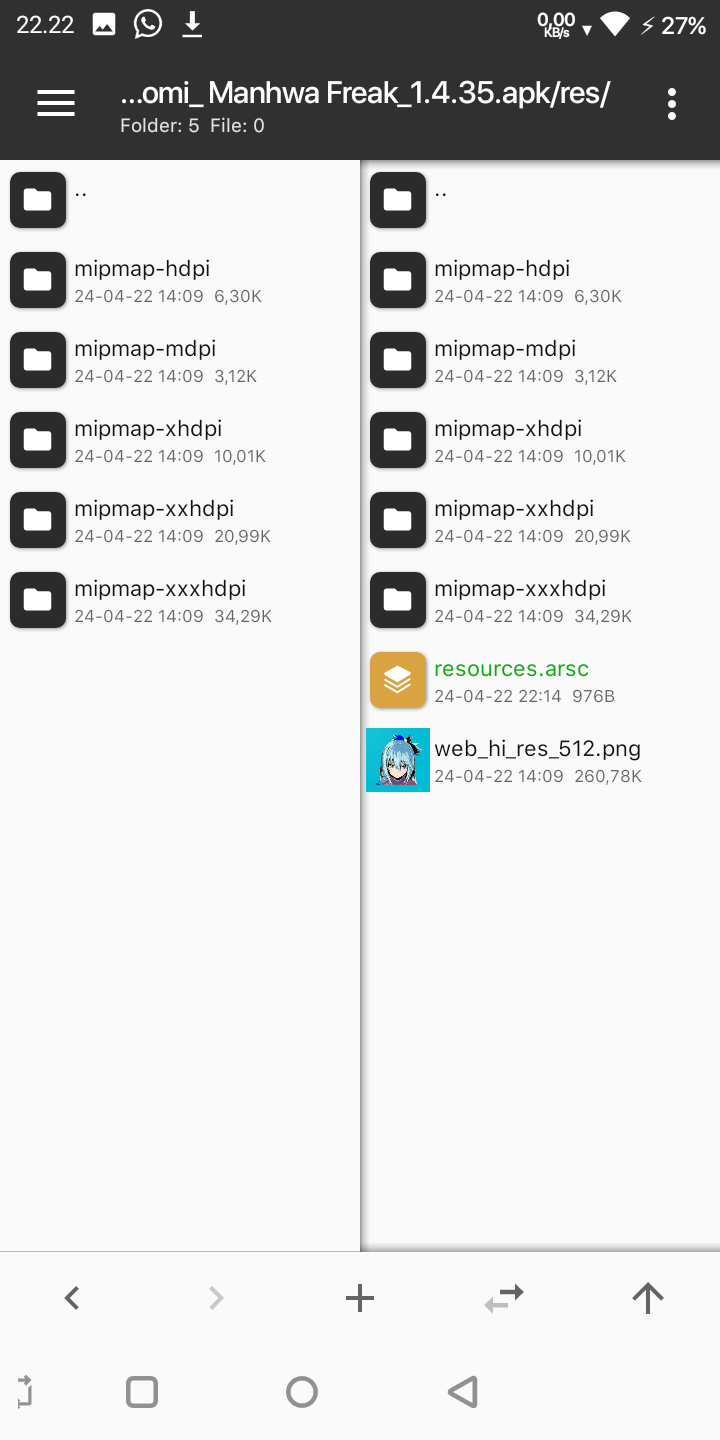 22.22
0,00
KB/s
27%
...omi_ Manhwa Freak_1.4.35.apk/res/
Folder: 5 File: 0
..
mipmap-hdpi
24-04-22 14:09 6,30K
mipmap-mdpi
24-04-22 14:09 3,12K
mipmap-xhdpi
24-04-22 14:09 10,01K
mipmap-xxhdpi
24-04-22 14:09 20,99K
mipmap-xxxhdpi
24-04-22 14:09 34,29K
..
mipmap-hdpi
24-04-22 14:09 6,30K
mipmap-mdpi
24-04-22 14:09 3,12K
mipmap-xhdpi
24-04-22 14:09 10,01K
mipmap-xxhdpi
24-04-22 14:09 20,99K
mipmap-xxxhdpi
24-04-22 14:09 34,29K
resources.arsc
24-04-22 22:14 976B
web_hi_res_512.png
24-04-22 14:09 260,78K